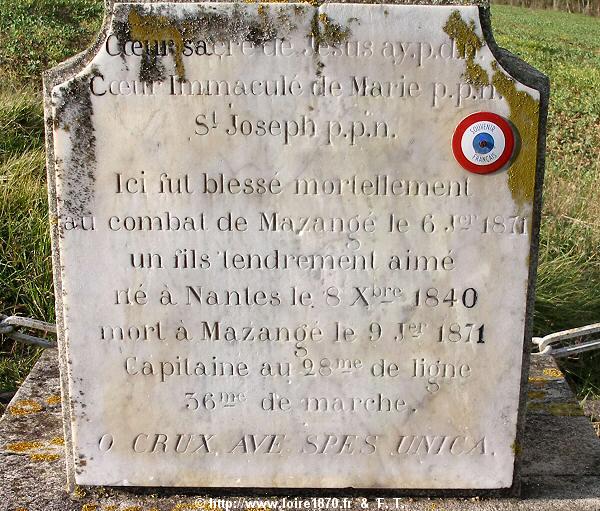 Cœur sacré de Jésus ay.p.d.n.
Cœur Immaculé de Marie p.p.n.
St Joseph p.p.n.
SOUVENIR
FRANÇAIS
Ici fut blessé mortellement
au combat de Mazangé le 6 Jer 1871
un fils tendrement aimé
né à Nantes le 8 Xbre 1840
mort à Mazangé le 9 Jer 1871
Capitaine au 28me de ligne
36me de marche.
O CRUX AVE SPES UNICA.
© http://www.loire1870.fr & F. T.